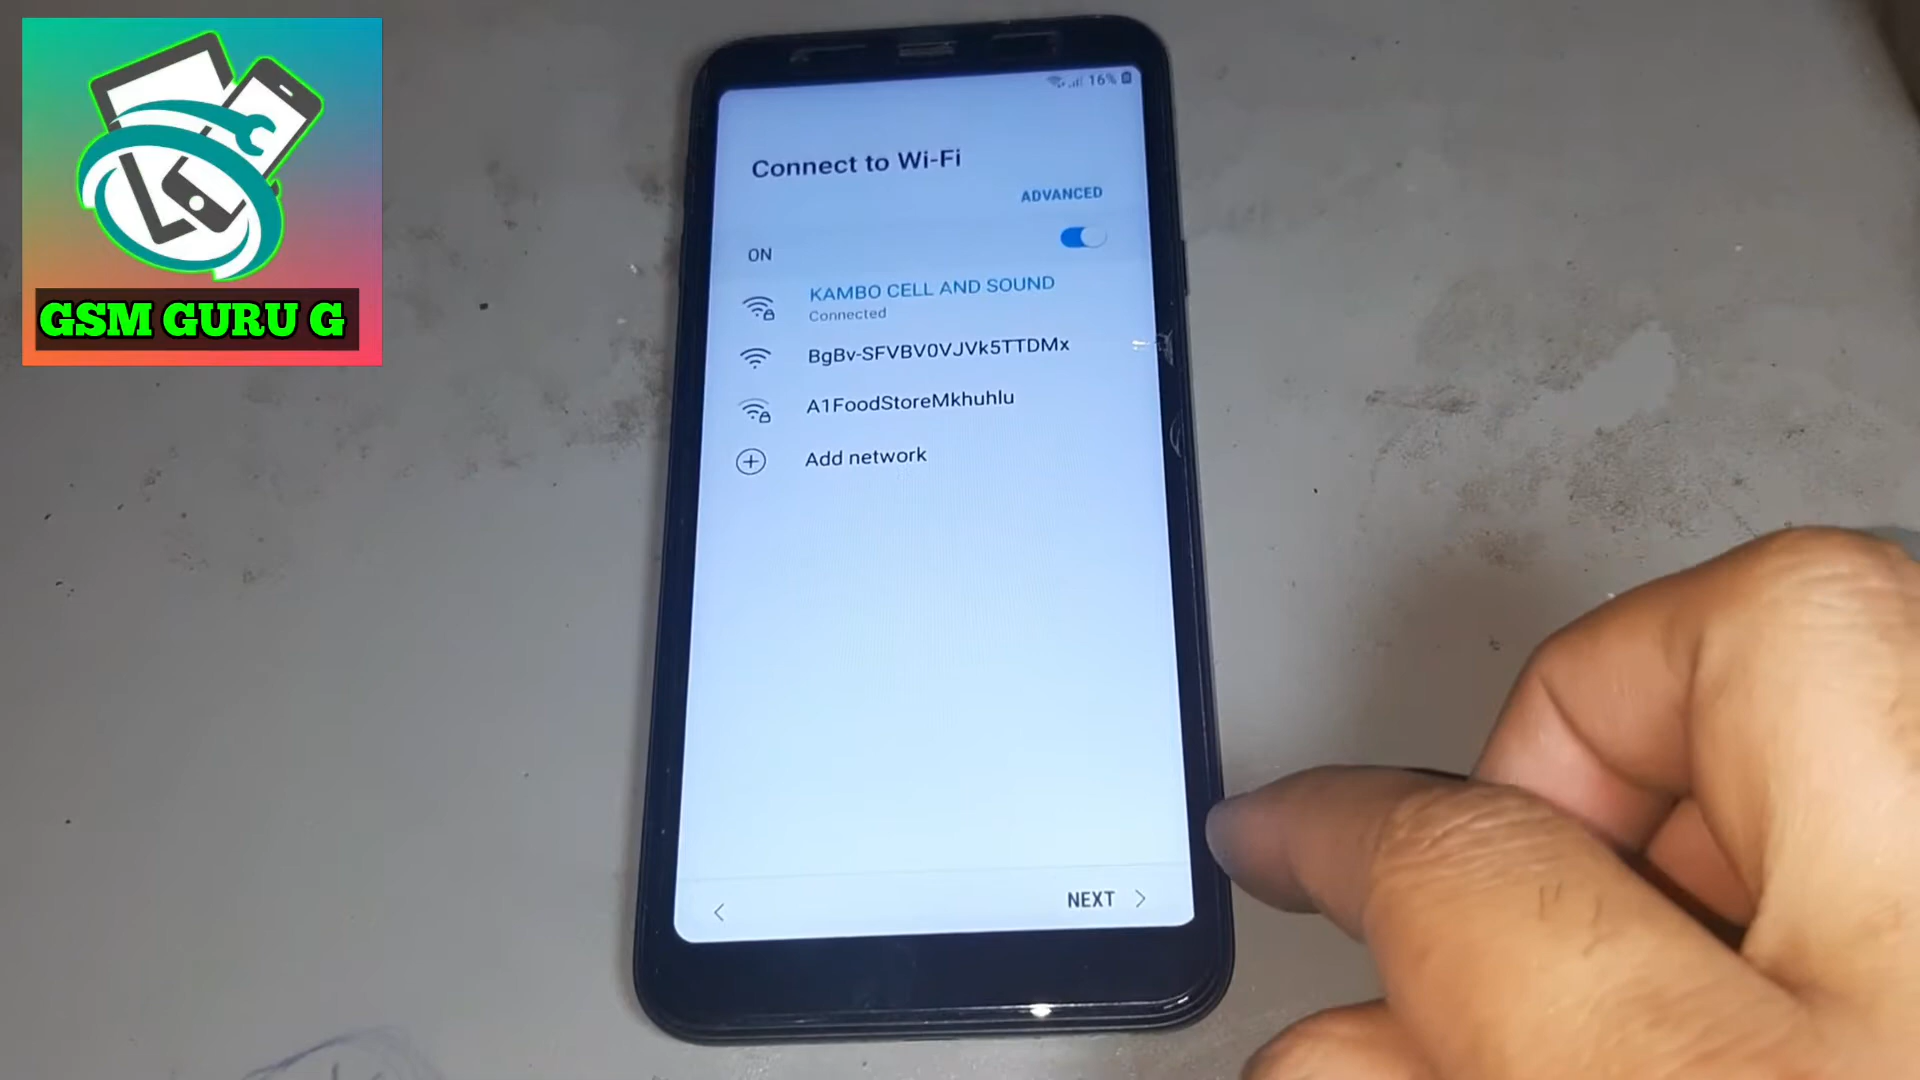 GSM GURU G
16%
Connect to Wi-Fi
ADVANCED
ON
KAMBO CELL AND SOUND
Connected
BgBv-SFVBV0VJVk5TTDMx
A1FoodStoreMkhuhlu
Add network
NEXT